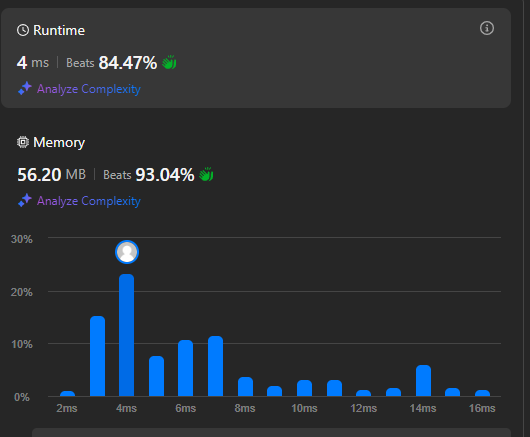 Runtime
4 ms | Beats 84.47%
Analyze Complexity
Memory
56.20 MB | Beats 93.04%
Analyze Complexity
30%
20%
10%
0%
2ms 4ms 6ms 8ms 10ms 12ms 14ms 16ms